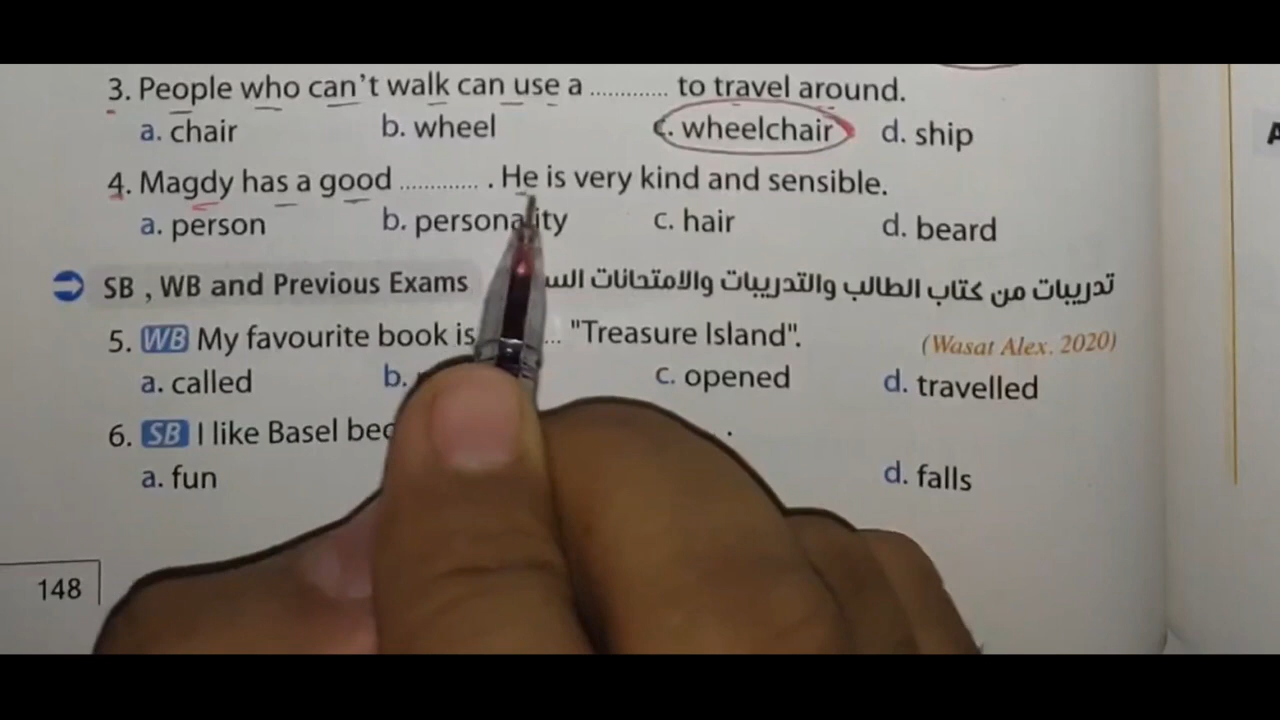 3. People who can't walk can use a ............ to travel around.
a. chair b. wheel c. wheelchair d. ship
4. Magdy has a good ............. . He is very kind and sensible.
a. person b. personality c. hair d. beard
SB , WB and Previous Exams تدريبات من كتاب الطالب والتدريبات والامتحانات
5. WB My favourite book is ... "Treasure Island". (Wasat Alex. 2020)
a. called b. c. opened d. travelled
6. SB I like Basel .
a. fun d. falls
148